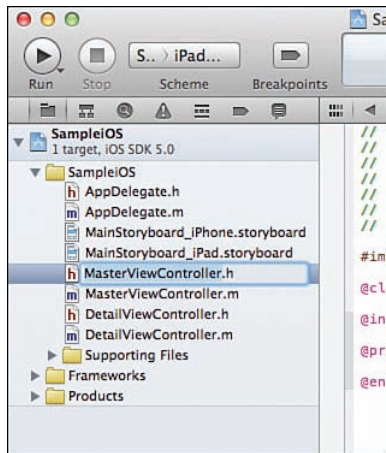 Sa
S.. > iPad...
Run Stop Scheme Breakpoints
SampleiOS
1 target, iOS SDK 5.0
SampleiOS
h AppDelegate.h
m AppDelegate.m
MainStoryboard_iPhone.storyboard
MainStoryboard_iPad.storyboard
h MasterViewController.h
m MasterViewController.m
h DetailViewController.h
m DetailViewController.m
Supporting Files
Frameworks
Products
//
//
//
//
//
//
//
#im
@cl
@in
@pr
@en